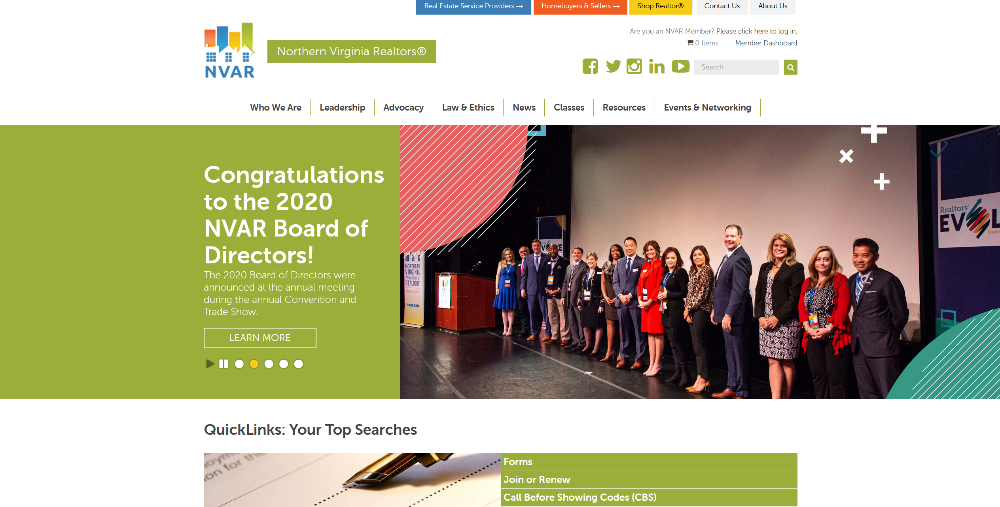 Real Estate Service Providers →
Homebuyers & Sellers →
Shop Realtor®
Contact Us
About Us
Are you an NVAR Member? Please click here to log in.
0 Items
Member Dashboard
NVAR
Northern Virginia Realtors®
Search
Who We Are
Leadership
Advocacy
Law & Ethics
News
Classes
Resources
Events & Networking
Congratulations
to the 2020
NVAR Board of
Directors!
The 2020 Board of Directors were
announced at the annual meeting
during the annual Convention and
Trade Show.
LEARN MORE
NORTHERN
VIRGINIA
Association of
REALTORS®
nvar.com
Realtors®
EVOL
Maste
QuickLinks: Your Top Searches
on for the
Forms
Join or Renew
Call Before Showing Codes (CBS)